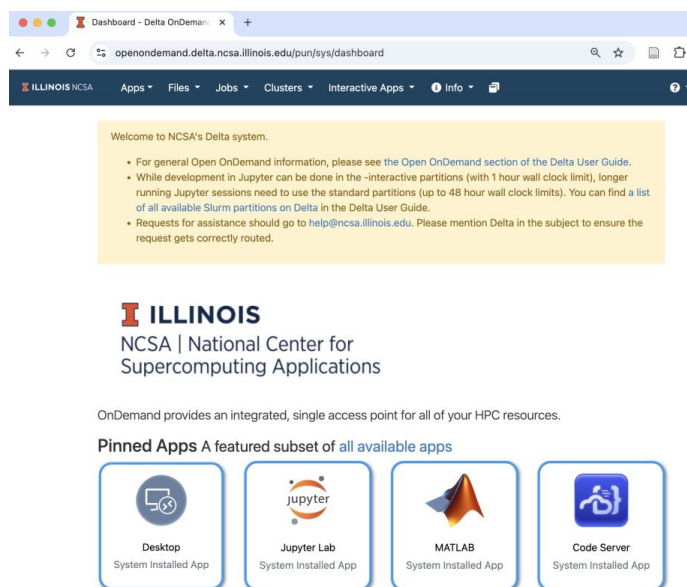 Dashboard - Delta OnDemand
openondemand.delta.ncsa.illinois.edu/pun/sys/dashboard
ILLINOIS NCSA Apps Files Jobs Clusters Interactive Apps Info
Welcome to NCSA's Delta system.
• For general Open OnDemand information, please see the Open OnDemand section of the Delta User Guide.
• While development in Jupyter can be done in the -interactive partitions (with 1 hour wall clock limit), longer
running Jupyter sessions need to use the standard partitions (up to 48 hour wall clock limits). You can find a list
of all available Slurm partitions on Delta in the Delta User Guide.
• Requests for assistance should go to help@ncsa.illinois.edu. Please mention Delta in the subject to ensure the
request gets correctly routed.
ILLINOIS
NCSA | National Center for
Supercomputing Applications
OnDemand provides an integrated, single access point for all of your HPC resources.
Pinned Apps A featured subset of all available apps
jupyter
Desktop Jupyter Lab MATLAB Code Server
System Installed App System Installed App System Installed App System Installed App